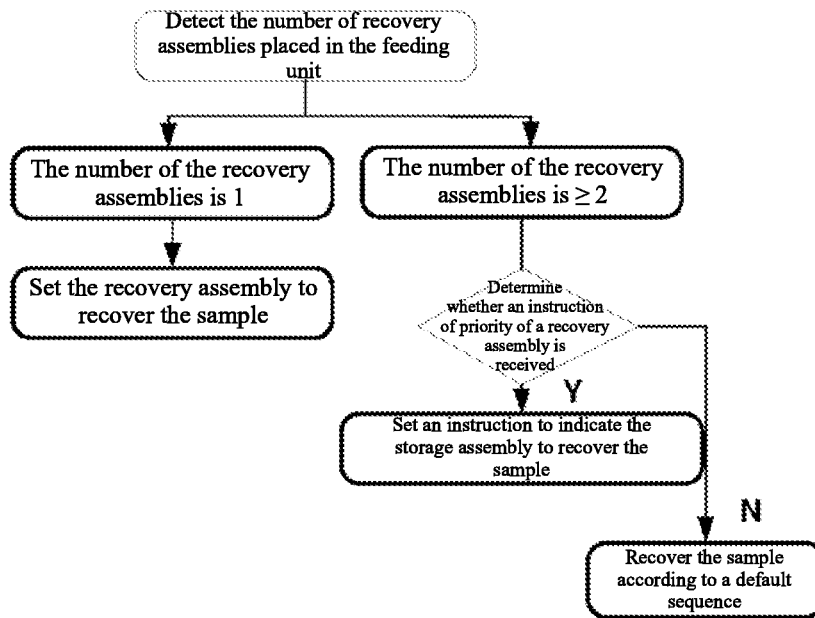 Detect the number of recovery
assemblies placed in the feeding
unit
The number of the recovery
assemblies is 1
The number of the recovery
assemblies is ≥ 2
Set the recovery assembly to
recover the sample
Determine
whether an instruction
of priority of a recovery
assembly is
received
Y
Set an instruction to indicate the
storage assembly to recover the
sample
N
Recover the sample
according to a default
sequence